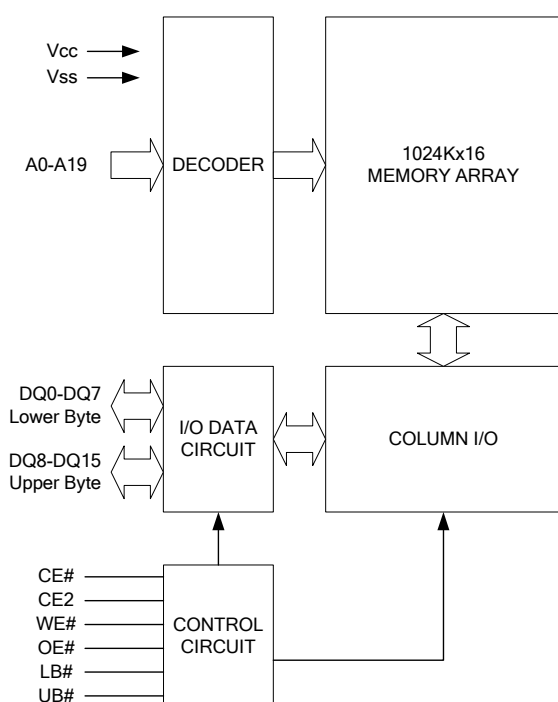 Vcc
Vss
A0-A19
DECODER
1024Kx16
MEMORY ARRAY
DQ0-DQ7
Lower Byte
DQ8-DQ15
Upper Byte
I/O DATA
CIRCUIT
COLUMN I/O
CE#
CE2
WE#
OE#
LB#
UB#
CONTROL
CIRCUIT